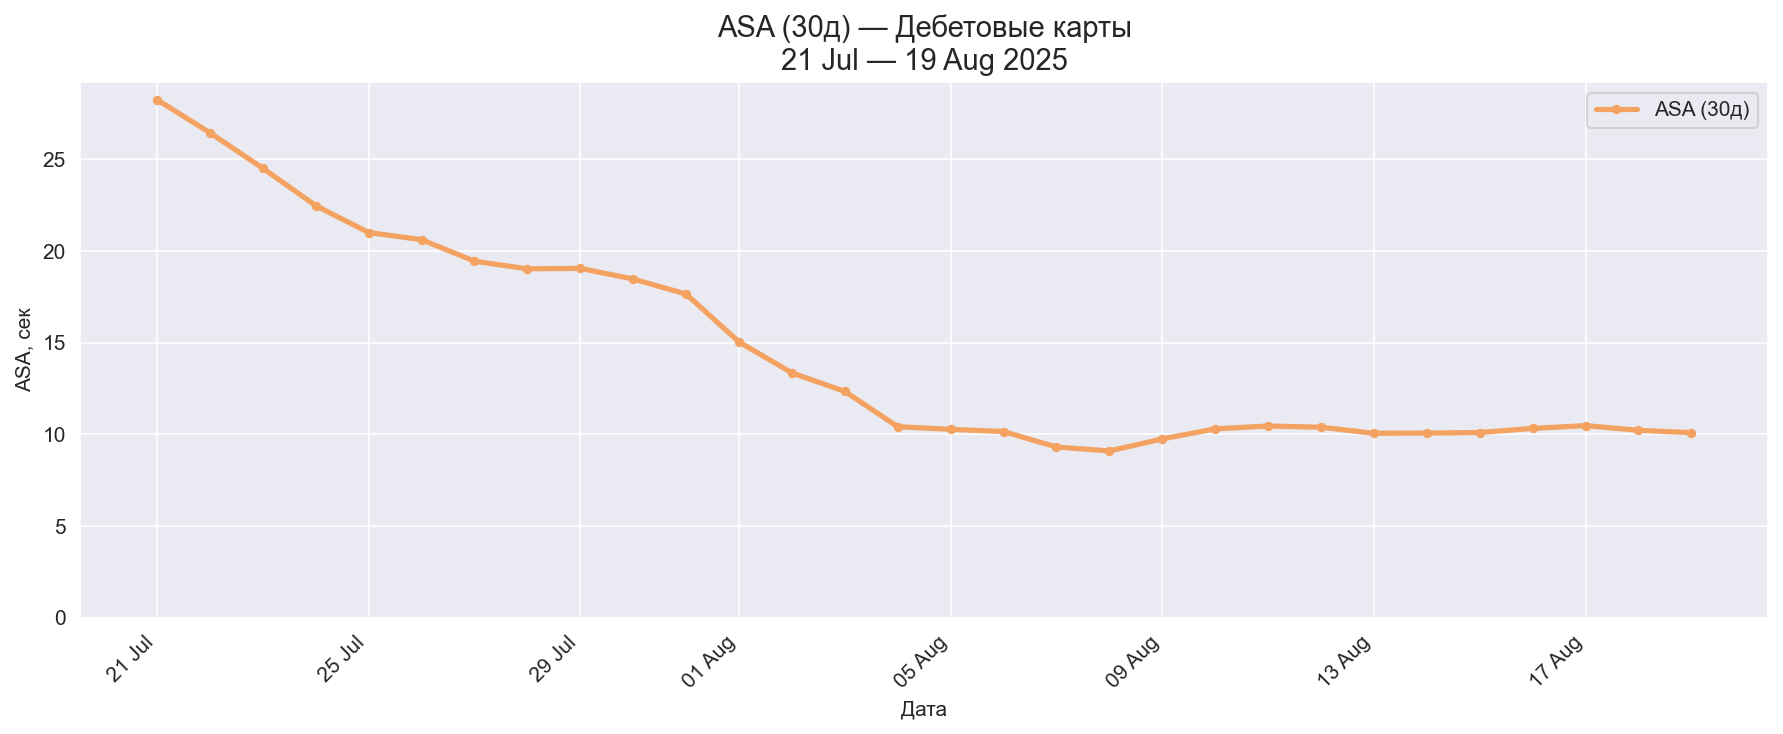 ASA (30д) — Дебетовые карты
21 Jul — 19 Aug 2025
ASA (30д)
ASA, сек
25
20
15
10
5
0
21 Jul
25 Jul
29 Jul
01 Aug
05 Aug
09 Aug
13 Aug
17 Aug
Дата